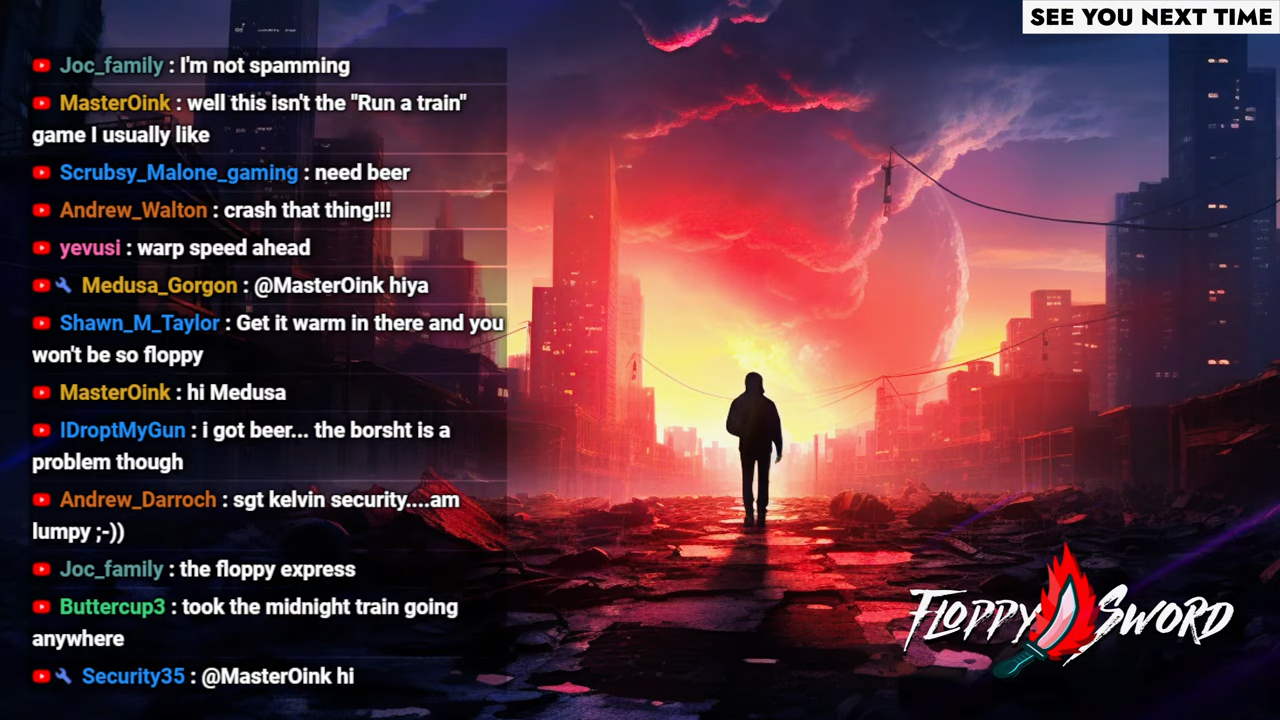 SEE YOU NEXT TIME
Joc_family : I'm not spamming
MasterOink : well this isn't the "Run a train"
game I usually like
Scrubsy_Malone_gaming : need beer
Andrew_Walton : crash that thing!!!
yevusi : warp speed ahead
Medusa_Gorgon : @MasterOink hiya
Shawn_M_Taylor : Get it warm in there and you
won't be so floppy
MasterOink : hi Medusa
IDroptMyGun : i got beer... the borsht is a
problem though
Andrew_Darroch : sgt kelvin security....am
lumpy ;-))
Joc_family : the floppy express
Buttercup3 : took the midnight train going
anywhere
Security35 : @MasterOink hi
FLOPPY SWORD